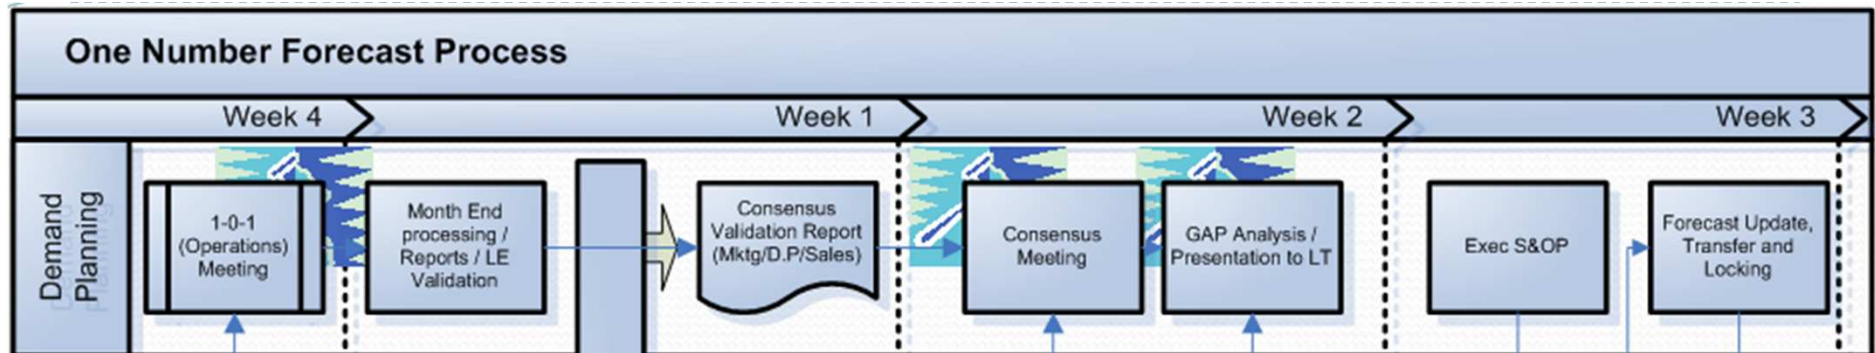 One Number Forecast Process
Week 4
Week 1
Week 2
Week 3
Demand
Planning
1-0-1
(Operations)
Meeting
Month End
processing /
Reports / LE
Validation
Consensus
Validation Report
(Mktg/D.P/Sales)
Consensus
Meeting
GAP Analysis /
Presentation to LT
Exec S&OP
Forecast Update,
Transfer and
Locking